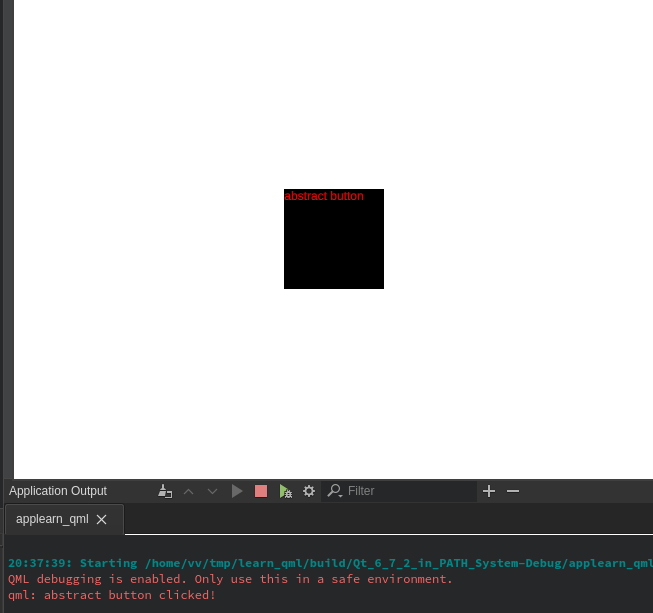 abstract button
Application Output
Filter
applearn_qml
20:37:39: Starting /home/vv/tmp/learn_qml/build/Qt_6_7_2_in_PATH_System-Debug/applearn_qml
QML debugging is enabled. Only use this in a safe environment.
qml: abstract button clicked!